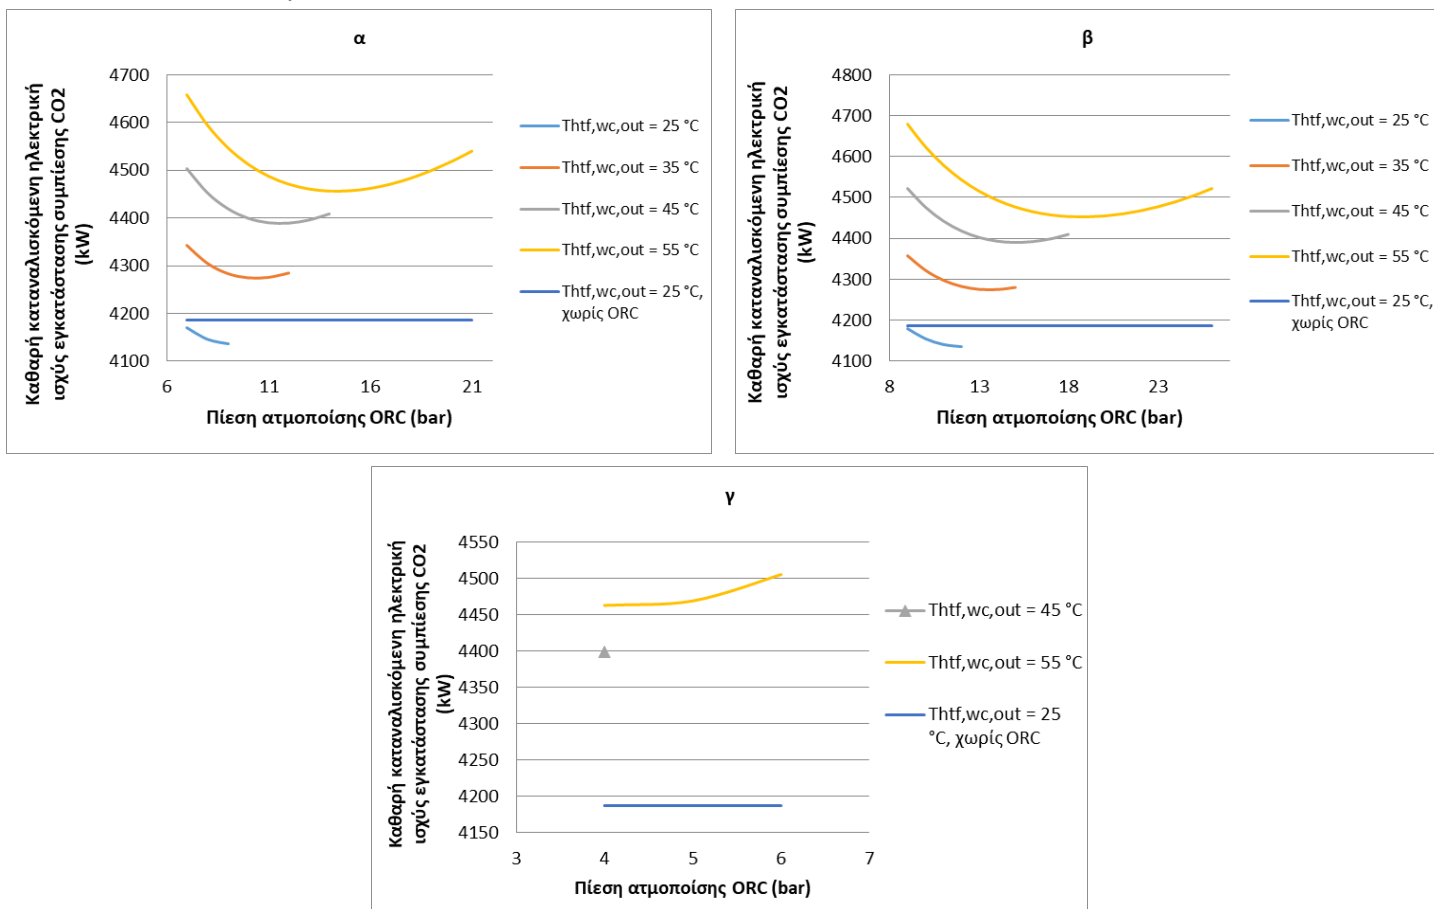 α
Καθαρή καταναλισκόμενη ηλεκτρική
ισχύς εγκατάστασης συμπίεσης CO2
(kW)
4700
4600
4500
4400
4300
4200
4100
6
11
16
21
Πίεση ατμοποίσης ORC (bar)
Thtf,wc,out = 25 °C
Thtf,wc,out = 35 °C
Thtf,wc,out = 45 °C
Thtf,wc,out = 55 °C
Thtf,wc,out = 25 °C,
χωρίς ORC
β
Καθαρή καταναλισκόμενη ηλεκτρική
ισχύς εγκατάστασης συμπίεσης CO2
(kW)
4800
4700
4600
4500
4400
4300
4200
4100
8
13
18
23
Πίεση ατμοποίσης ORC (bar)
Thtf,wc,out = 25 °C
Thtf,wc,out = 35 °C
Thtf,wc,out = 45 °C
Thtf,wc,out = 55 °C
Thtf,wc,out = 25 °C,
χωρίς ORC
γ
Καθαρή καταναλισκόμενη ηλεκτρική
ισχύς εγκατάστασης συμπίεσης CO2
(kW)
4550
4500
4450
4400
4350
4300
4250
4200
4150
3
4
5
6
7
Πίεση ατμοποίσης ORC (bar)
Thtf,wc,out = 45 °C
Thtf,wc,out = 55 °C
Thtf,wc,out = 25
°C, χωρίς ORC